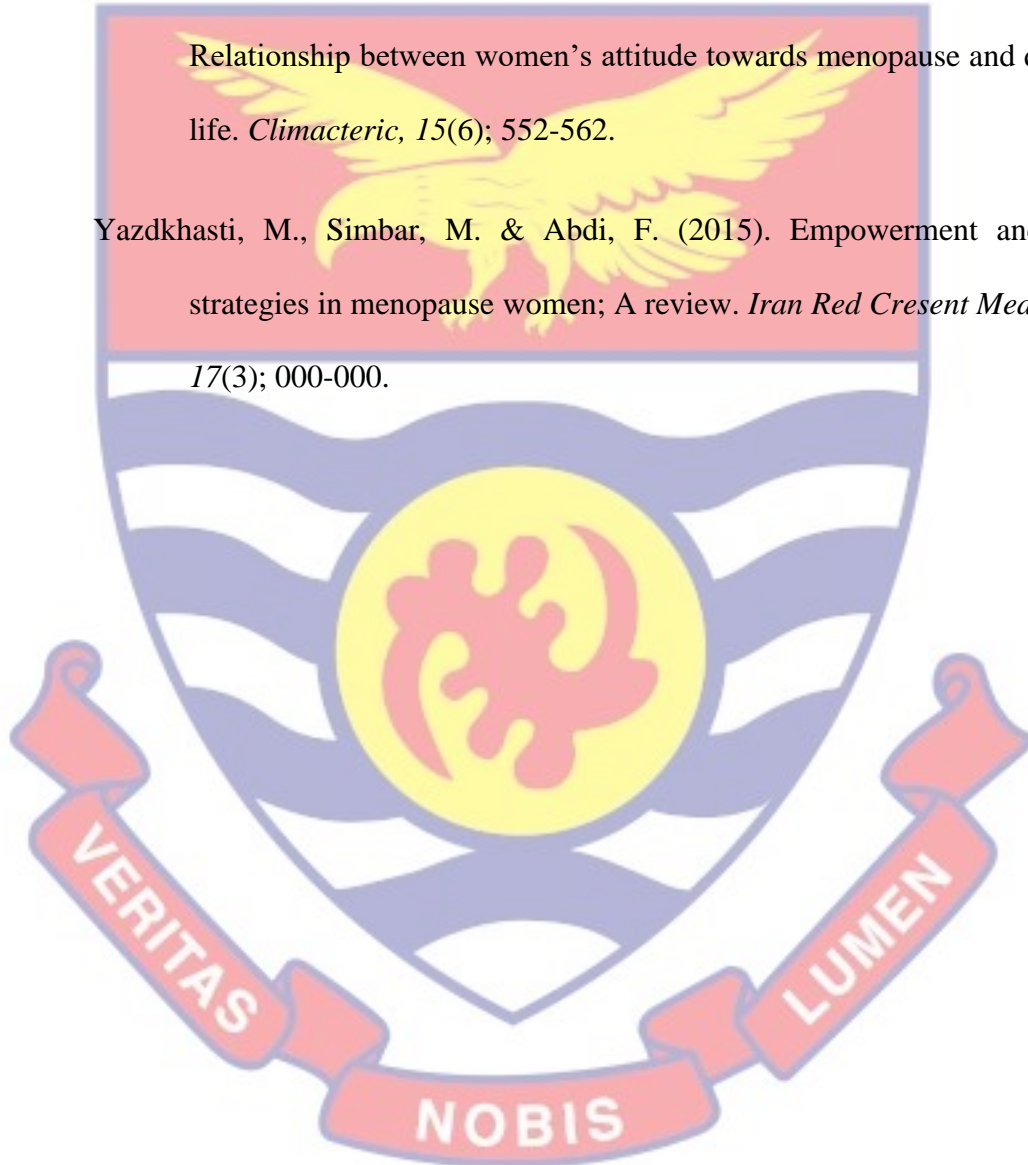 Relationship between women’s attitude towards menopause and
life. Climacteric, 15(6); 552-562.
Yazdkhasti, M., Simbar, M. & Abdi, F. (2015). Empowerment an
strategies in menopause women; A review. Iran Red Cresent Med
17(3); 000-000.
VERITAS
NOBIS
LUMEN